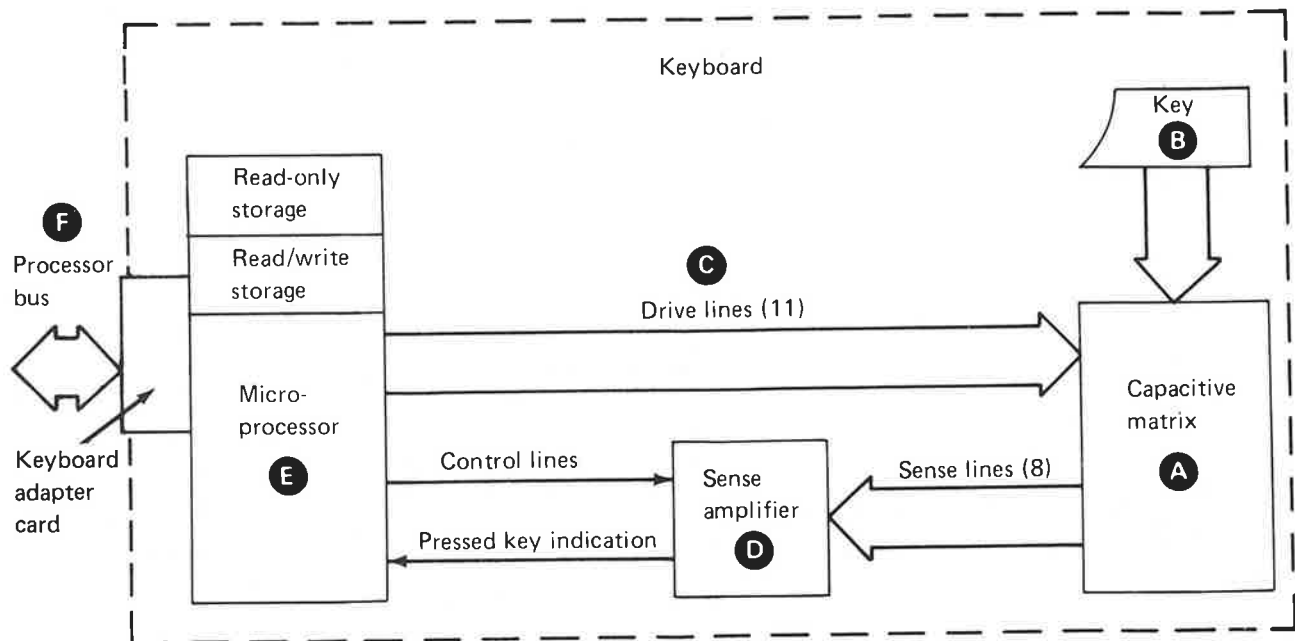 Keyboard
Key
B
Read-only
storage
F
Processor
bus
Read/write
storage
C
Drive lines (11)
Micro-
processor
E
Capacitive
matrix
A
Keyboard
adapter
card
Control lines
Sense
amplifier
D
Sense lines (8)
Pressed key indication